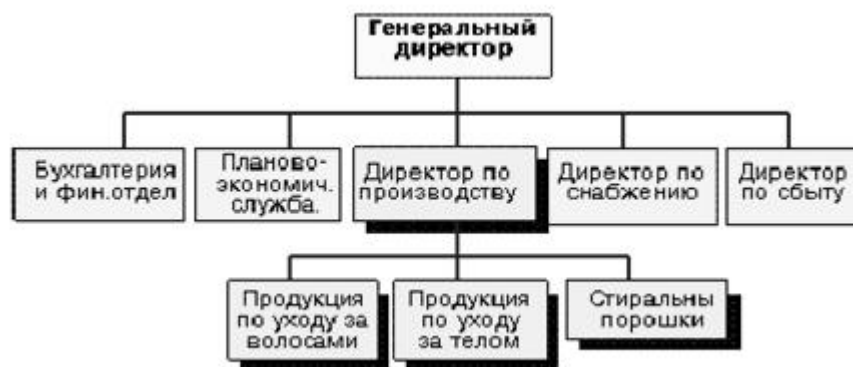 Генеральный
директор
Бухгалтерия
и фин.отдел
Планово-
экономич.
служба.
Директор по
производству
Директор по
снабжению
Директор
по сбыту
Продукция
по уходу за
волосами
Продукция
по уходу
за телом
Стиральны
порошки